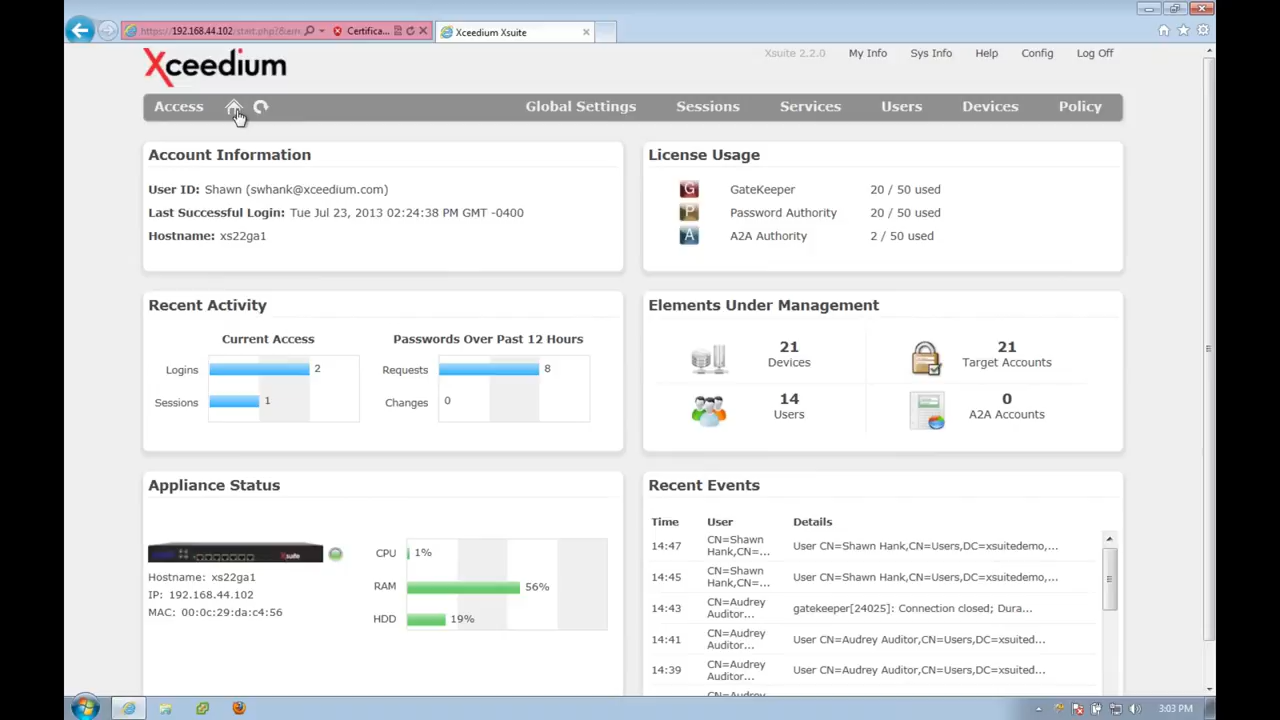 https://192.168.44.102/start.php?
Certifica...
Xceedium Xsuite
Xceedium
Xsuite 2.2.0
My Info
Sys Info
Help
Config
Log Off
Access
Global Settings
Sessions
Services
Users
Devices
Policy
Account Information
User ID: Shawn (swhank@xceedium.com)
Last Successful Login: Tue Jul 23, 2013 02:24:38 PM GMT -0400
Hostname: xs22ga1
License Usage
G GateKeeper 20 / 50 used
P Password Authority 20 / 50 used
A A2A Authority 2 / 50 used
Recent Activity
Current Access
Logins 2
Sessions 1
Passwords Over Past 12 Hours
Requests 8
Changes 0
Elements Under Management
21
Devices
21
Target Accounts
14
Users
0
A2A Accounts
Appliance Status
Xsuite
Hostname: xs22ga1
IP: 192.168.44.102
MAC: 00:0c:29:da:c4:56
CPU 1%
RAM 56%
HDD 19%
Recent Events
Time User Details
14:47 CN=Shawn Hank,CN=... User CN=Shawn Hank,CN=Users,DC=xsuitedemo,...
14:45 CN=Shawn Hank,CN=... User CN=Shawn Hank,CN=Users,DC=xsuitedemo,...
14:43 CN=Audrey Auditor... gatekeeper[24025]: Connection closed; Dura...
14:41 CN=Audrey Auditor... User CN=Audrey Auditor,CN=Users,DC=xsuited...
14:39 CN=Audrey Auditor... User CN=Audrey Auditor,CN=Users,DC=xsuited...
CN=Audrey
3:03 PM